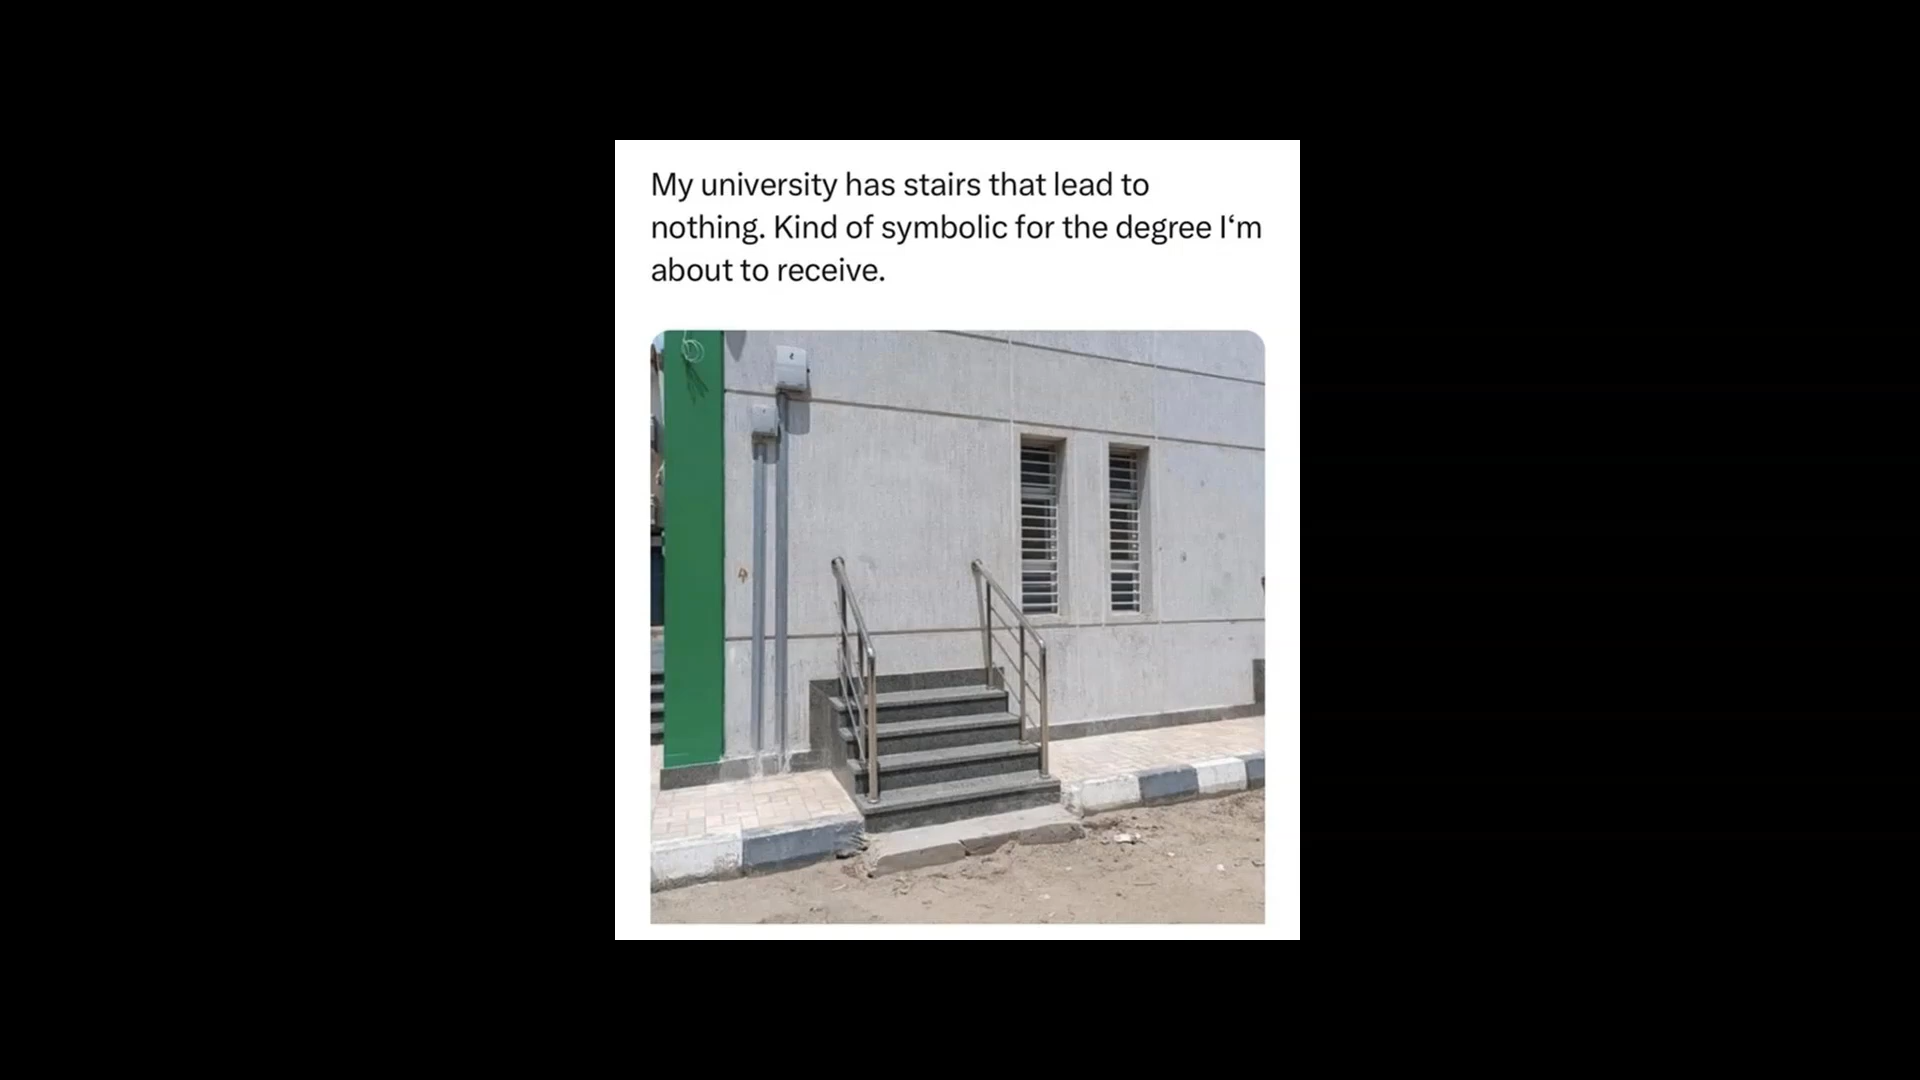 My university has stairs that lead to
nothing. Kind of symbolic for the degree I‘m
about to receive.